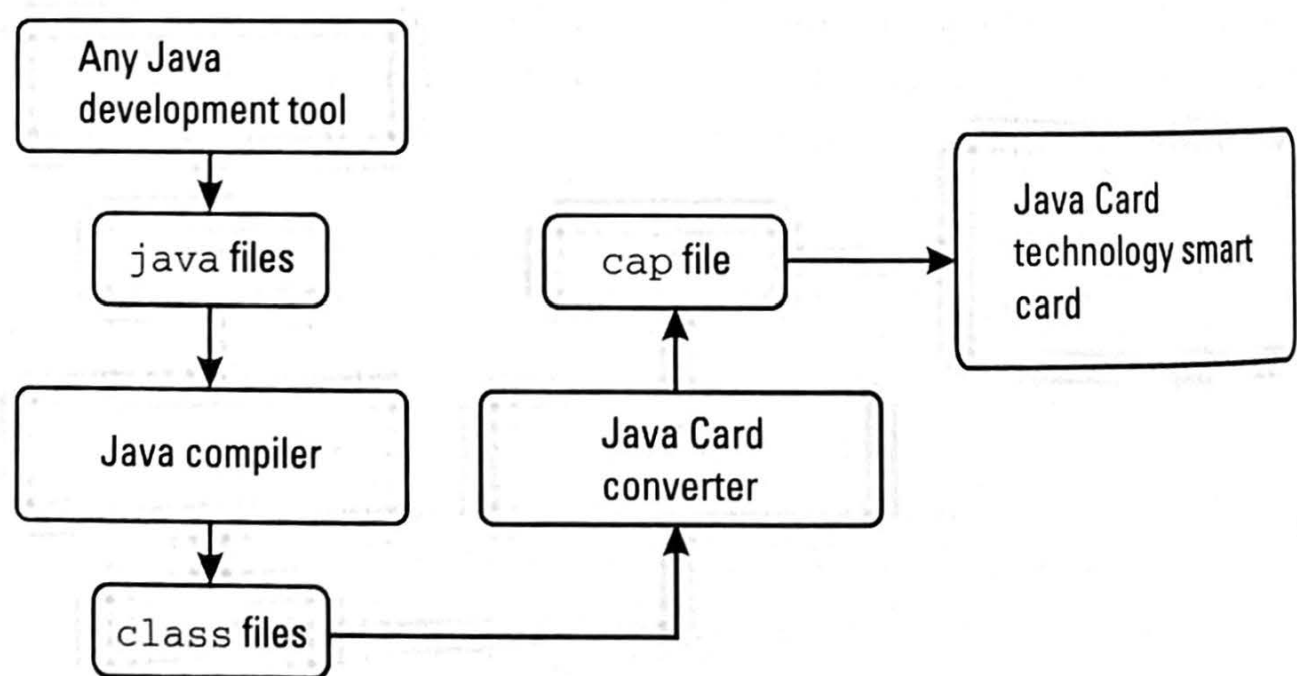 Any Java
development tool
java files
Java compiler
class files
Java Card
converter
cap file
Java Card
technology smart
card